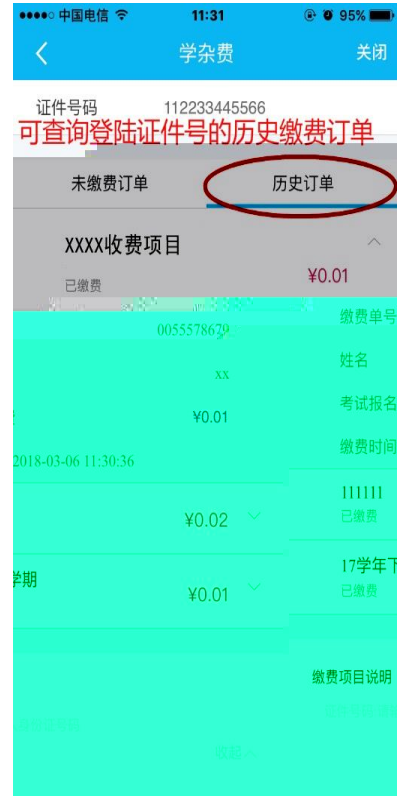 中国电信 11:31 95%
学杂费 关闭
证件号码 112233445566
可查询登陆证件号的历史缴费订单
未缴费订单 历史订单
XXXX收费项目
已缴费 ¥0.01
缴费单号
0055578679
姓名
xx
考试报名
¥0.01
缴费时间
2018-03-06 11:30:36
111111
已缴费
¥0.02
17学年下
学期
已缴费
¥0.01
缴费项目说明
收起